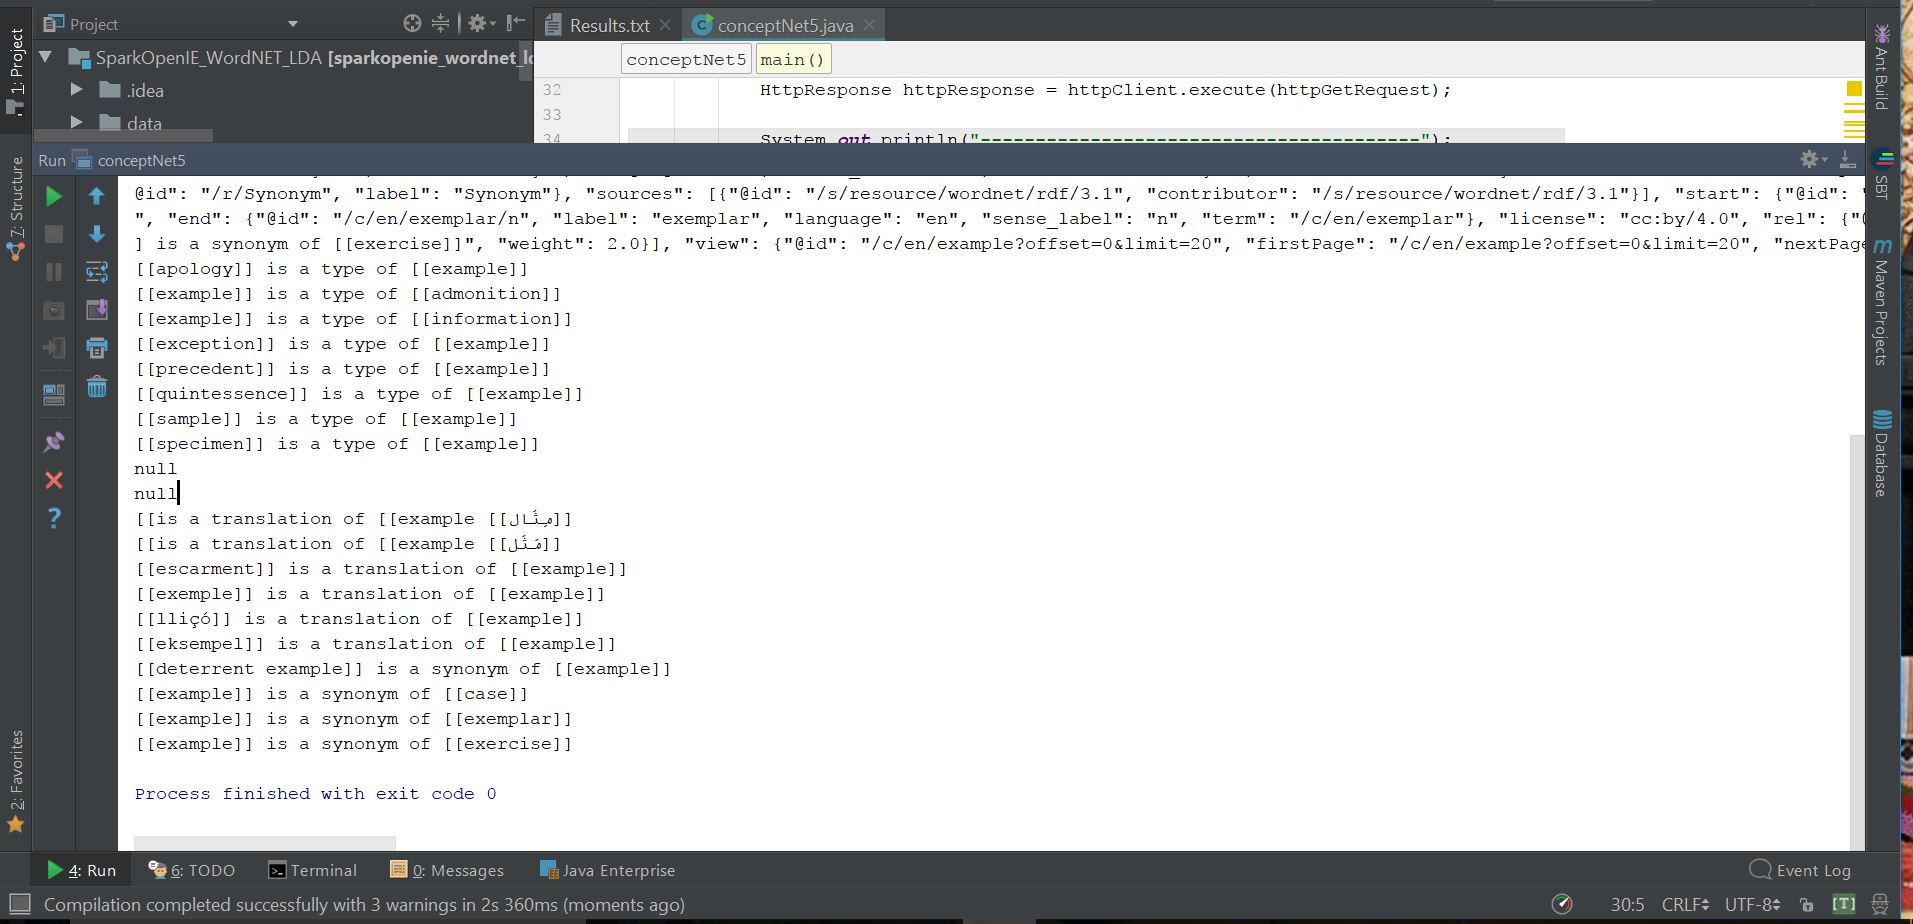 Project
Results.txt
conceptNet5.java
SparkOpenIE_WordNET_LDA [sparkopenie_wordnet_l
.idea
data
conceptNet5
main()
32 HttpResponse httpResponse = httpClient.execute(httpGetRequest);
33
34 System.out.println("----------------------------------------");
Run conceptNet5
@id": "/r/Synonym", "label": "Synonym"}, "sources": [{"@id": "/s/resource/wordnet/rdf/3.1", "contributor": "/s/resource/wordnet/rdf/3.1"}], "start": {"@id": "
", "end": {"@id": "/c/en/exemplar/n", "label": "exemplar", "language": "en", "sense_label": "n", "term": "/c/en/exemplar"}, "license": "cc:by/4.0", "rel": {"
] is a synonym of [[exercise]]", "weight": 2.0}], "view": {"@id": "/c/en/example?offset=0&limit=20", "firstPage": "/c/en/example?offset=0&limit=20", "nextPage
[[apology]] is a type of [[example]]
[[example]] is a type of [[admonition]]
[[example]] is a type of [[information]]
[[exception]] is a type of [[example]]
[[precedent]] is a type of [[example]]
[[quintessence]] is a type of [[example]]
[[sample]] is a type of [[example]]
[[specimen]] is a type of [[example]]
null
null
[[is a translation of [[example [[مِثَال]]
[[is a translation of [[example [[مَثَل]]
[[escarment]] is a translation of [[example]]
[[exemple]] is a translation of [[example]]
[[lliçó]] is a translation of [[example]]
[[eksempel]] is a translation of [[example]]
[[deterrent example]] is a synonym of [[example]]
[[example]] is a synonym of [[case]]
[[example]] is a synonym of [[exemplar]]
[[example]] is a synonym of [[exercise]]
Process finished with exit code 0
1: Project
7: Structure
2: Favorites
Ant Build
SBT
Maven Projects
Database
4: Run
6: TODO
Terminal
0: Messages
Java Enterprise
Event Log
Compilation completed successfully with 3 warnings in 2s 360ms (moments ago)
30:5 CRLF UTF-8 [T]